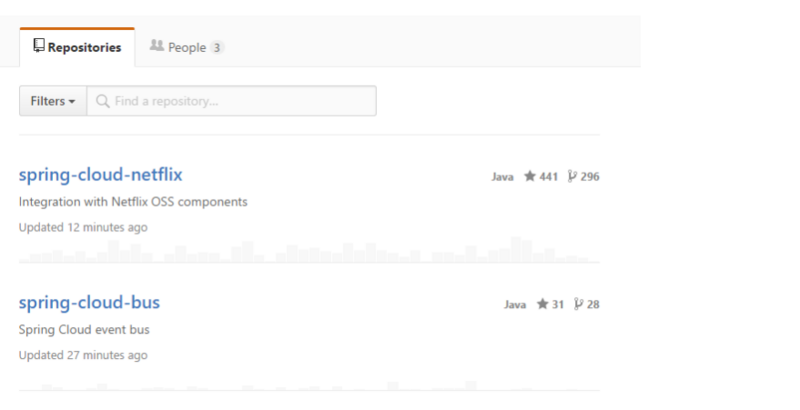 Repositories People 3
Filters Find a repository...
spring-cloud-netflix Java 441 296
Integration with Netflix OSS components
Updated 12 minutes ago
spring-cloud-bus Java 31 28
Spring Cloud event bus
Updated 27 minutes ago